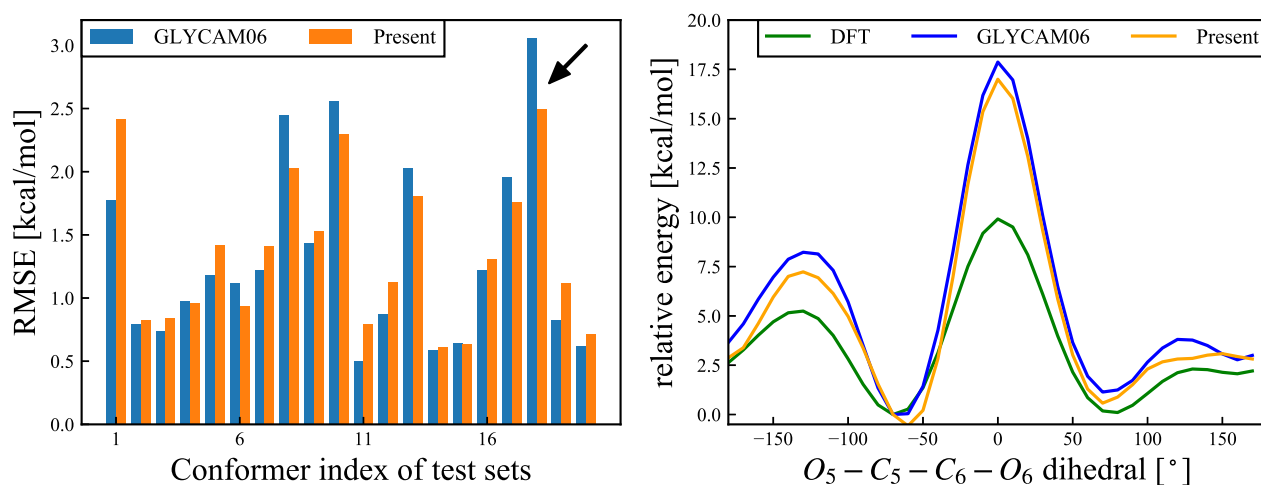 GLYCAM06 Present
RMSE [kcal/mol]
3.0
2.5
2.0
1.5
1.0
0.5
0.0
1 6 11 16
Conformer index of test sets
DFT GLYCAM06 Present
relative energy [kcal/mol]
20.0
17.5
15.0
12.5
10.0
7.5
5.0
2.5
0.0
−150 −100 −50 0 50 100 150
O5 − C5 − C6 − O6 dihedral [°]